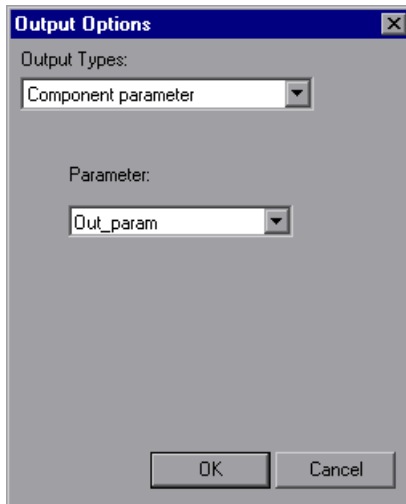 Output Options
Output Types:
Component parameter
Parameter:
Out_param
OK Cancel